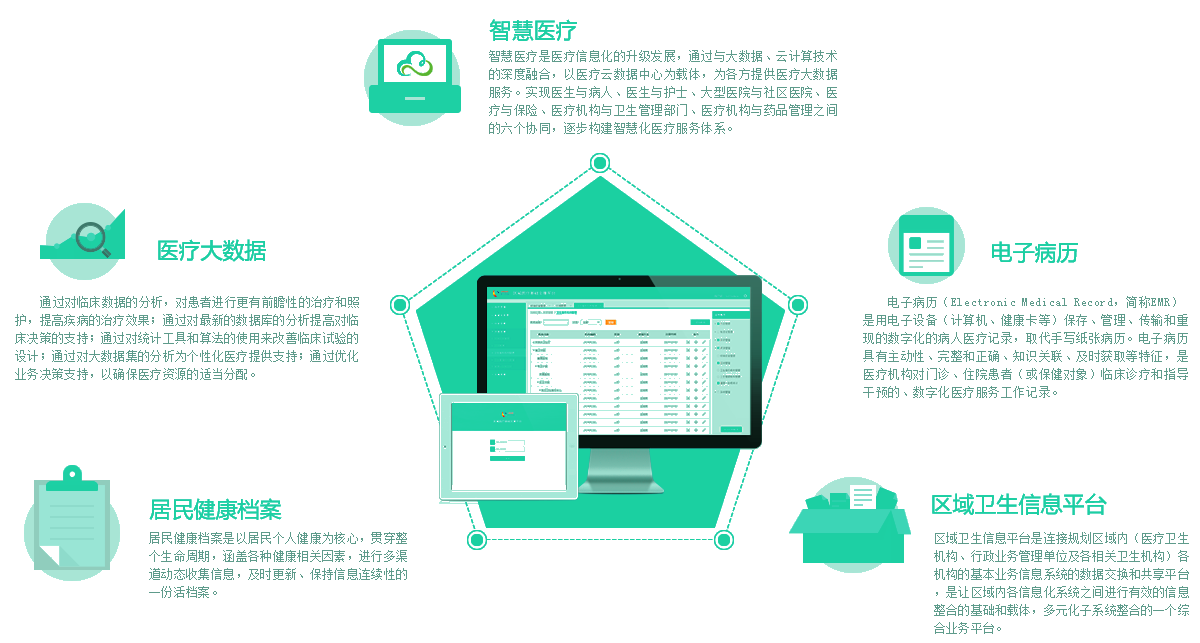 智慧医疗
智慧医疗是医疗信息化的升级发展，通过与大数据、云计算技术
的深度融合，以医疗云数据中心为载体，为各方提供医疗大数据
服务。实现医生与病人、医生与护士、大型医院与社区医院、医
疗与保险、医疗机构与卫生管理部门、医疗机构与药品管理之间
的六个协同，逐步构建智慧化医疗服务体系。
医疗大数据
通过对临床数据的分析，对患者进行更有前瞻性的治疗和照
护，提高疾病的治疗效果；通过对最新的数据库的分析提高对临
床决策的支持；通过对统计工具和算法的使用来改善临床试验的
设计；通过对大数据集的分析为个性化医疗提供支持；通过优化
业务决策支持，以确保医疗资源的适当分配。
电子病历
电子病历（Electronic Medical Record，简称EMR）
是用电子设备（计算机、健康卡等）保存、管理、传输和重
现的数字化的病人医疗记录，取代手写纸张病历。电子病历
具有主动性、完整和正确、知识关联、及时获取等特征，是
医疗机构对门诊、住院患者（或保健对象）临床诊疗和指导
干预的、数字化医疗服务工作记录。
居民健康档案
居民健康档案是以居民个人健康为核心，贯穿整
个生命周期，涵盖各种健康相关因素，进行多渠
道动态收集信息，及时更新、保持信息连续性的
一份活档案。
区域卫生信息平台
区域卫生信息平台是连接规划区域内（医疗卫生
机构、行政业务管理单位及各相关卫生机构）各
机构的基本业务信息系统的数据交换和共享平台
，是让区域内各信息化系统之间进行有效的信息
整合的基础和载体，多元化子系统整合的一个综
合业务平台。